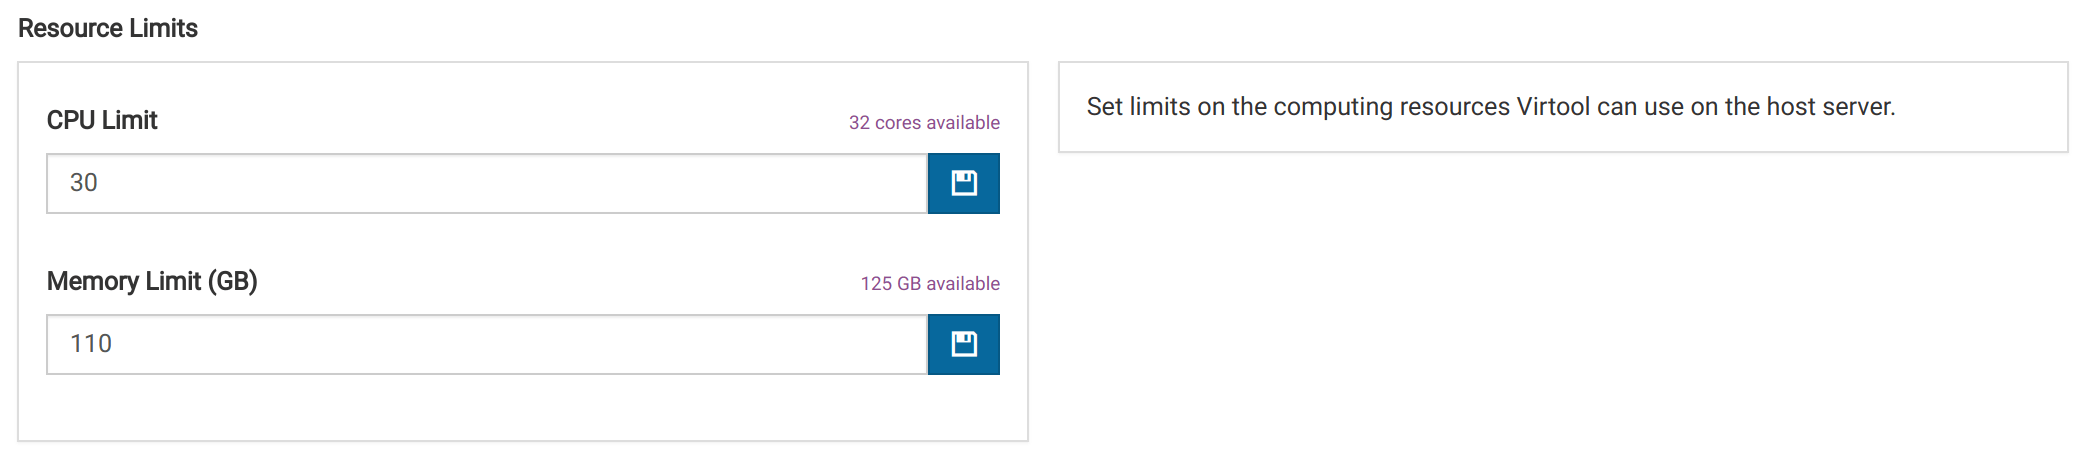 Resource Limits
CPU Limit
32 cores available
30
Memory Limit (GB)
125 GB available
110
Set limits on the computing resources Virtool can use on the host server.